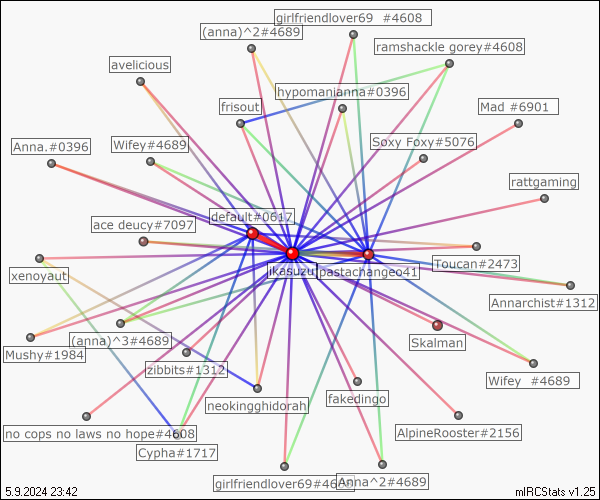 girlfriendlover69 #4608
(anna)^2#4689
ramshackle gorey#4608
avelicious
hypomanianna#0396
frisout
Mad #6901
Anna.#0396
Wifey#4689
Soxy Foxy#5076
rattgaming
default#0617
ace deucy#7097
jkasuzu
pastachangeo41
Toucan#2473
xenoyaut
Annarchist#1312
(anna)^3#4689
Skalman
Mushy#1984
zibbits#1312
Wifey #4689
neokingghidorah
fakedingo
no cops no laws no hope#4608
AlpineRooster#2156
Cypha#1717
girlfriendlover69#46
Anna^2#4689
5.9.2024 23:42
mIRCStats v1.25